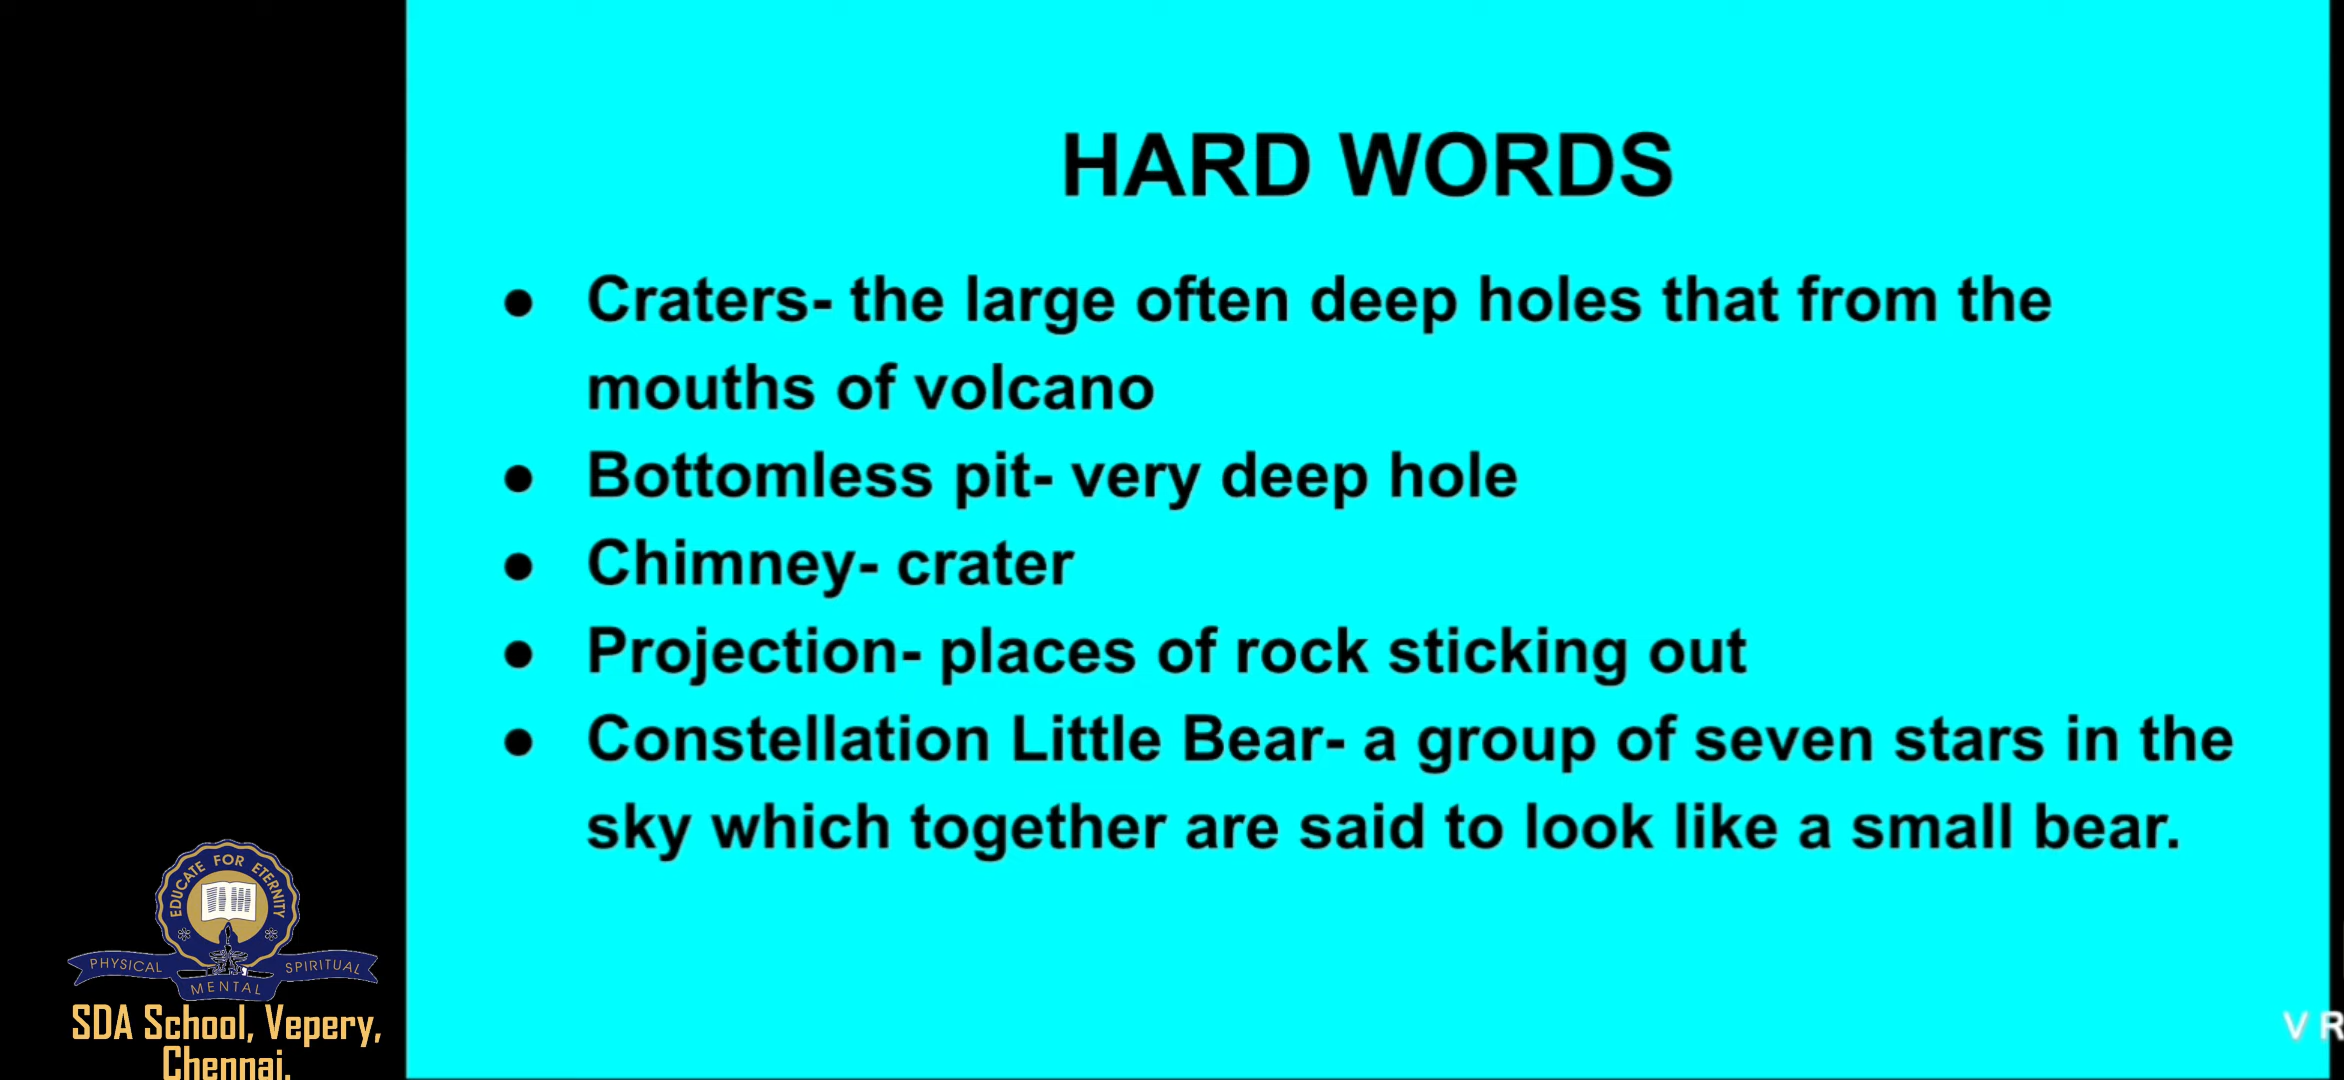 HARD WORDS
● Craters- the large often deep holes that from the
mouths of volcano
● Bottomless pit- very deep hole
● Chimney- crater
● Projection- places of rock sticking out
● Constellation Little Bear- a group of seven stars in the
sky which together are said to look like a small bear.
EDUCATE FOR ETERNITY
PHYSICAL
MENTAL
SPIRITUAL
SDA School, Vepery,
Chennai.
V R